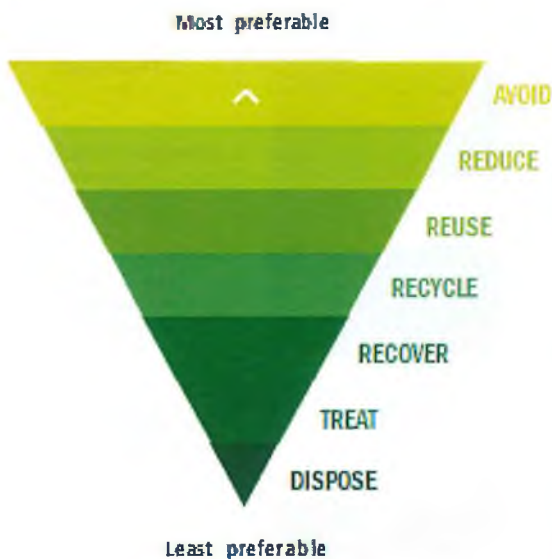 Most preferable
AVOID
REDUCE
REUSE
RECYCLE
RECOVER
TREAT
DISPOSE
Least preferable